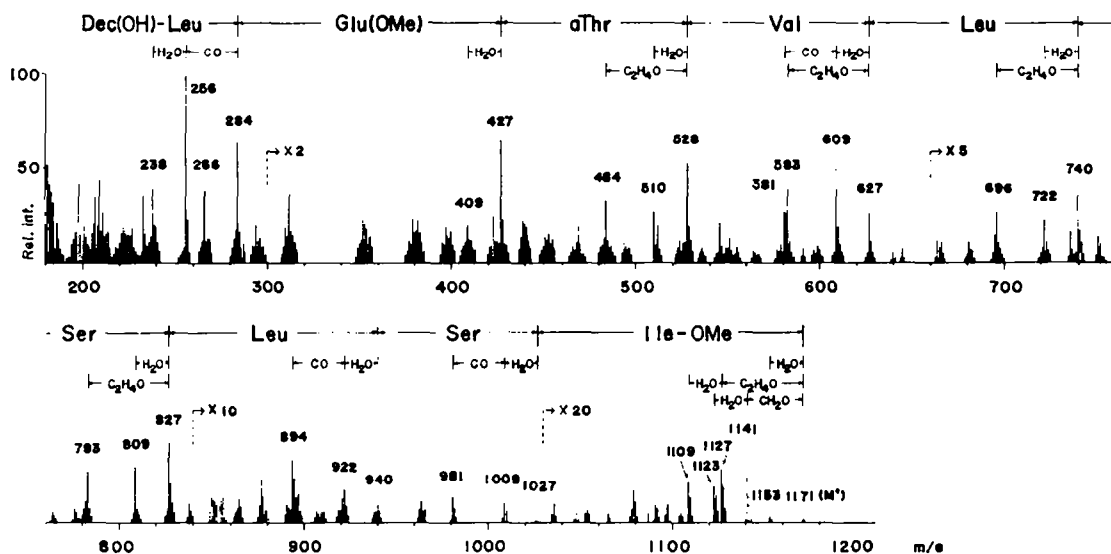 Dec(OH)-Leu Glu(OMe) aThr Val Leu
H₂O CO H₂O H₂O CO H₂O H₂O
C₂H₄O C₂H₄O C₂H₄O
100
256
284 427
→ X 2 528 609 → X 5
50 238 266 484 583 740
510 581 627 696
409 722
Rel. int.
200 300 400 500 600 700
Ser Leu Ser Ile-OMe
H₂O CO H₂O CO H₂O H₂O
C₂H₄O H₂O C₂H₄O
H₂O CH₂O
827 → X 10 → X 20
783 809 894 1141
1109 1127
922 981 1009 1123
940 1027 1153 1171 (M⁺)
800 900 1000 1100 1200
m/e